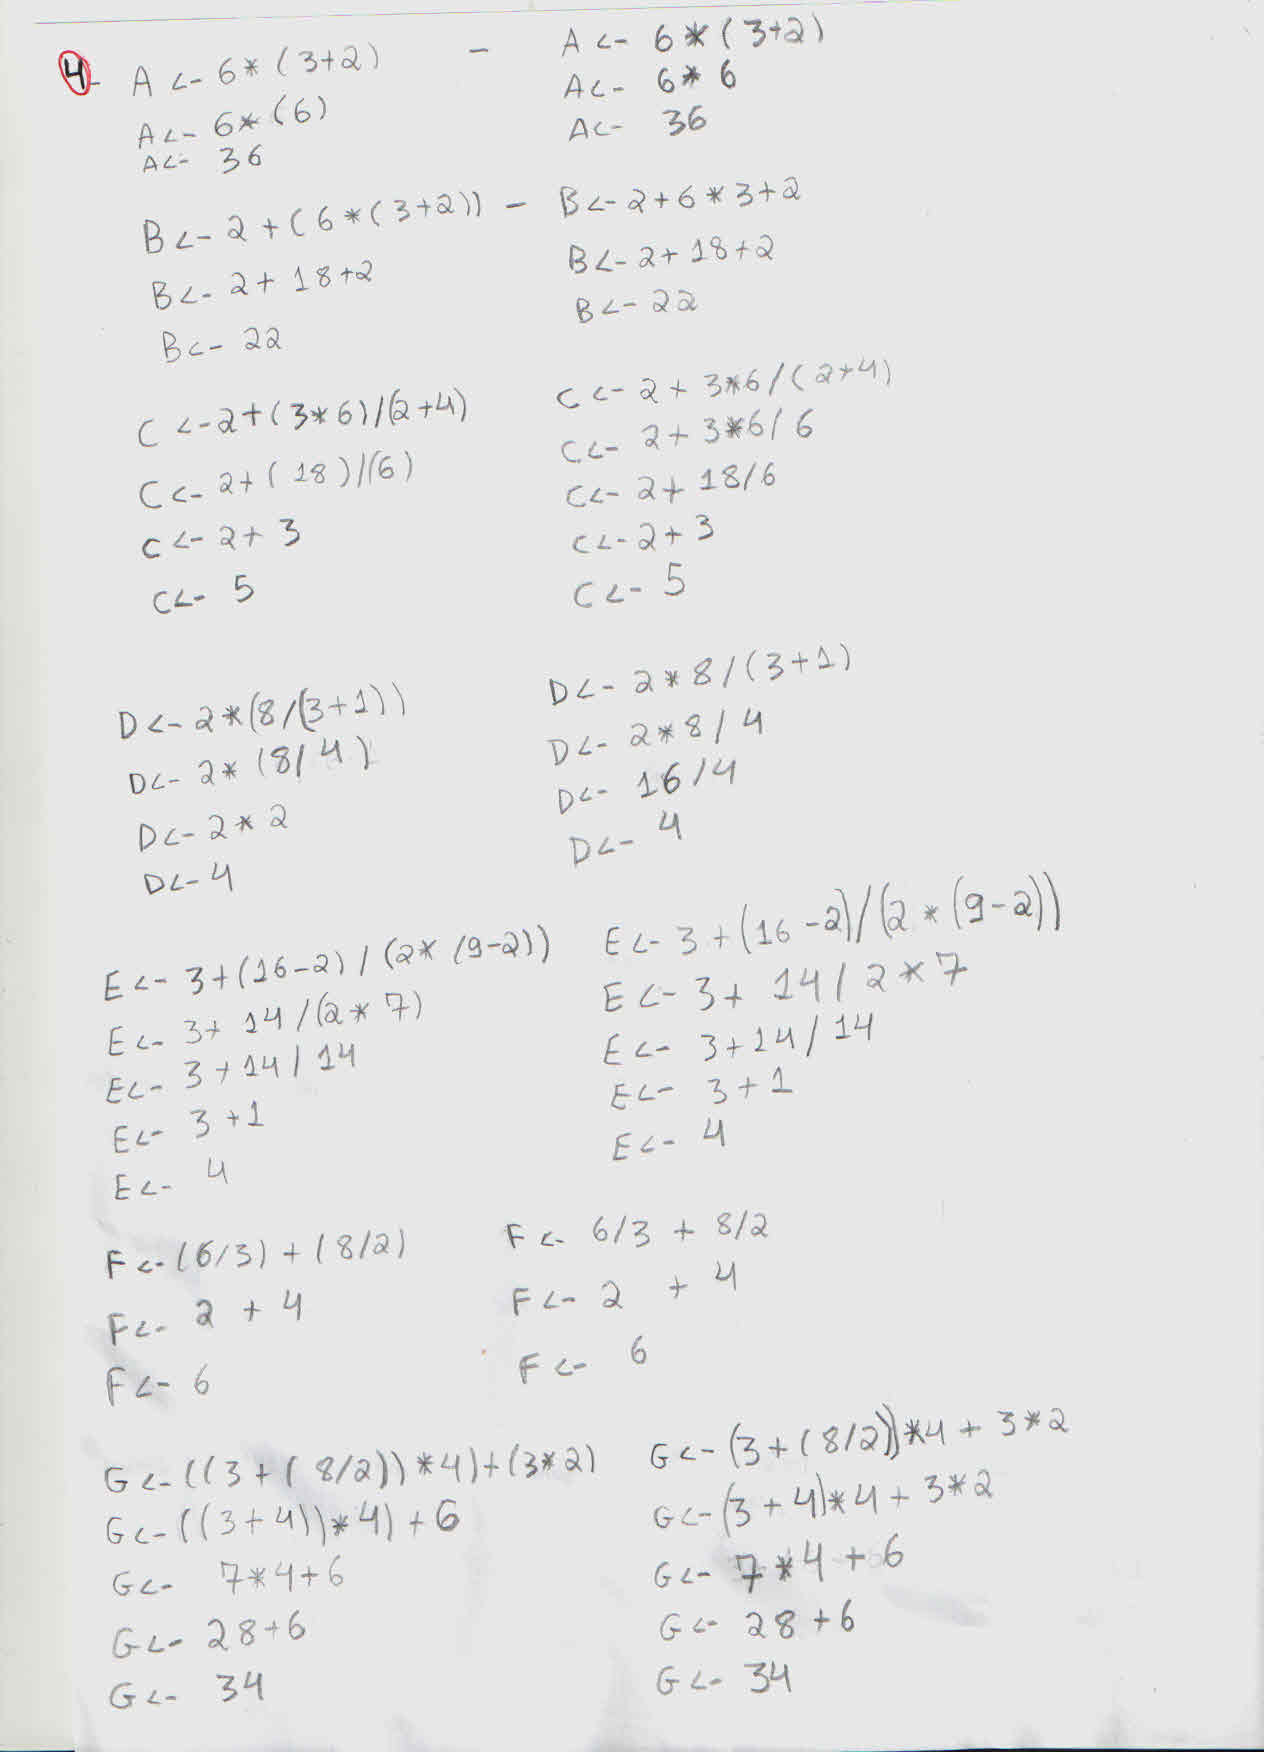 4- A <- 6 * (3+2) - A <- 6 * (3+2)
A <- 6 * (6) A <- 6 * 6
A <- 36 A <- 36
B <- 2 + (6 * (3+2)) - B <- 2+6 * 3+2
B <- 2 + 18 +2 B <- 2+ 18 +2
B <- 22 B <- 22
C <- 2+(3*6)/(2+4) C <- 2 + 3*6/(2+4)
C <- 2+(18)/(6) C <- 2 + 3*6/6
C <- 2+ 3 C <- 2+ 18/6
C <- 5 C <- 2 + 3
C <- 5
D <- 2*(8/(3+1)) D <- 2 * 8/(3+1)
D <- 2* (8/4) D <- 2 * 8/4
D <- 2 * 2 D <- 16/4
D <- 4 D <- 4
E <- 3+(16-2)/(2* (9-2)) E <- 3+(16-2)/(2 * (9-2))
E <- 3+ 14/(2* 7) E <- 3+ 14/2*7
E <- 3+14/14 E <- 3+14/14
E <- 3 +1 E <- 3+1
E <- 4 E <- 4
F <- (6/3) + (8/2) F <- 6/3 + 8/2
F <- 2 + 4 F <- 2 + 4
F <- 6 F <- 6
G <- ((3+(8/2))*4)+(3*2) G <- (3+(8/2))*4 + 3*2
G <- ((3+4))*4) + 6 G <- (3+4)*4+3*2
G <- 7*4+6 G <- 7*4+6
G <- 28+6 G <- 28+6
G <- 34 G <- 34